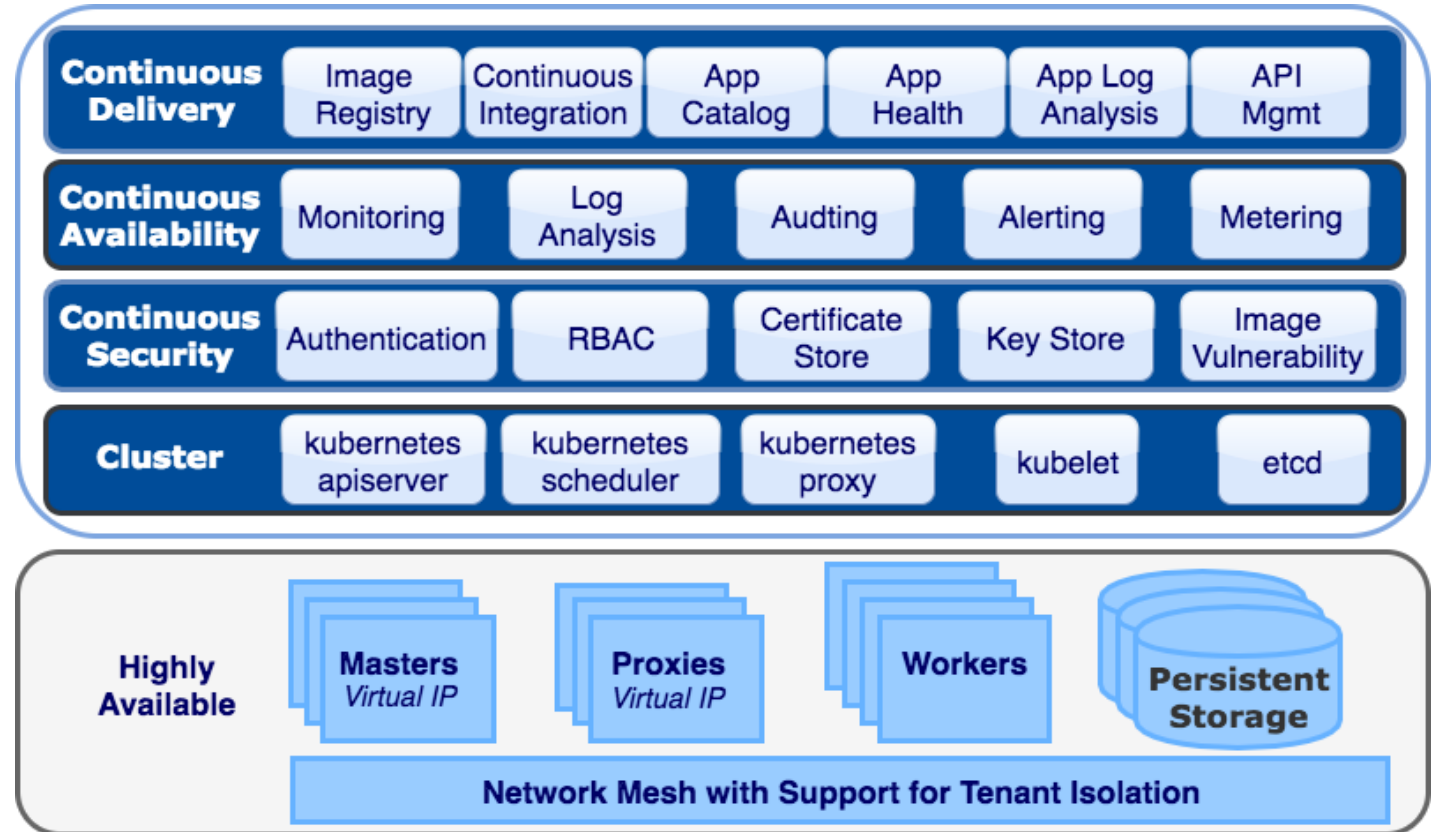 Continuous
Delivery
Image
Registry
Continuous
Integration
App
Catalog
App
Health
App Log
Analysis
API
Mgmt
Continuous
Availability
Monitoring
Log
Analysis
Audting
Alerting
Metering
Continuous
Security
Authentication
RBAC
Certificate
Store
Key Store
Image
Vulnerability
Cluster
kubernetes
apiserver
kubernetes
scheduler
kubernetes
proxy
kubelet
etcd
Highly
Available
Masters
Virtual IP
Proxies
Virtual IP
Workers
Persistent
Storage
Network Mesh with Support for Tenant Isolation